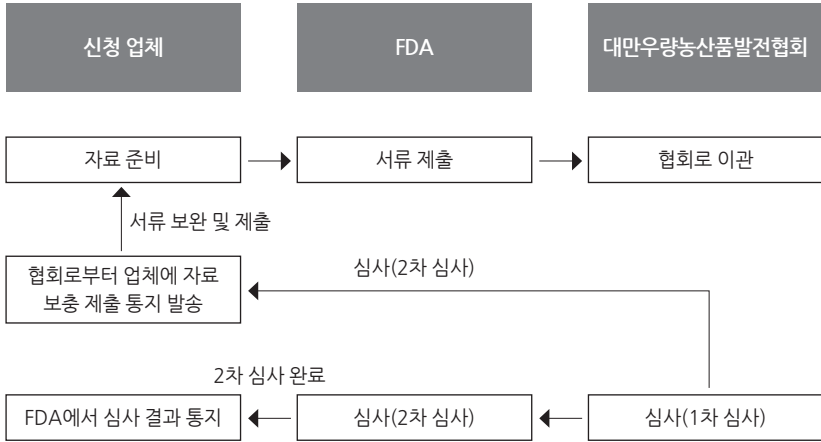 신청 업체
FDA
대만우량농산품발전협회
자료 준비
서류 제출
협회로 이관
서류 보완 및 제출
협회로부터 업체에 자료
보충 제출 통지 발송
심사(2차 심사)
2차 심사 완료
FDA에서 심사 결과 통지
심사(2차 심사)
심사(1차 심사)